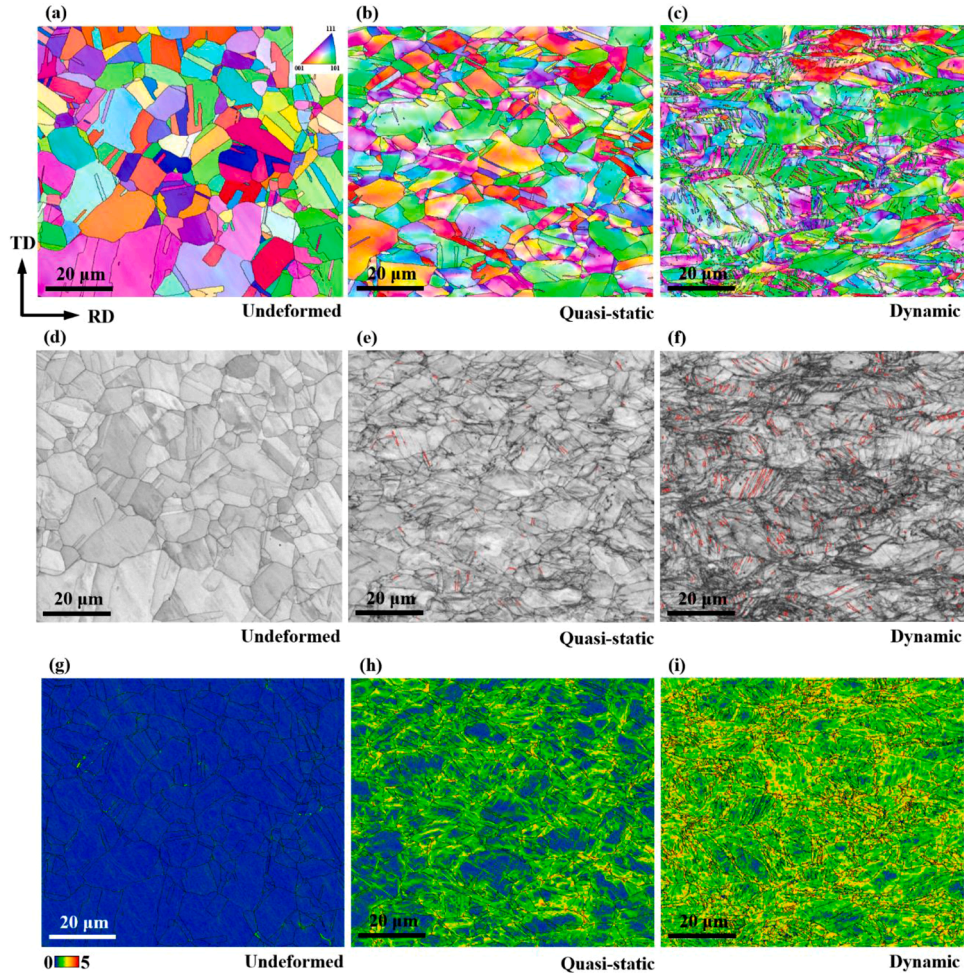 (a) (b) (c)
111
001 101
TD
20 μm 20 μm 20 μm
RD
Undeformed Quasi-static Dynamic
(d) (e) (f)
20 μm 20 μm 20 μm
Undeformed Quasi-static Dynamic
(g) (h) (i)
20 μm 20 μm 20 μm
0 5
Undeformed Quasi-static Dynamic